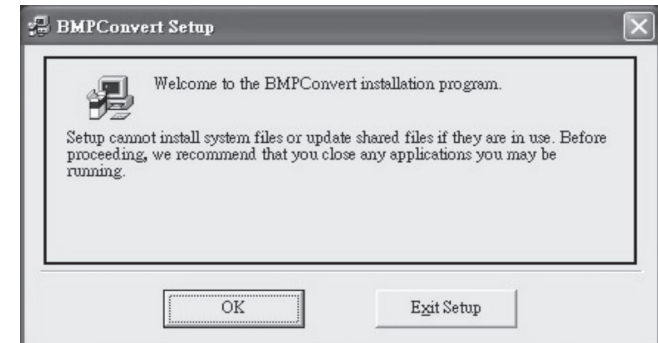 BMPConvert Setup
Welcome to the BMPConvert installation program.
Setup cannot install system files or update shared files if they are in use. Before
proceeding, we recommend that you close any applications you may be
running.
OK
Exit Setup